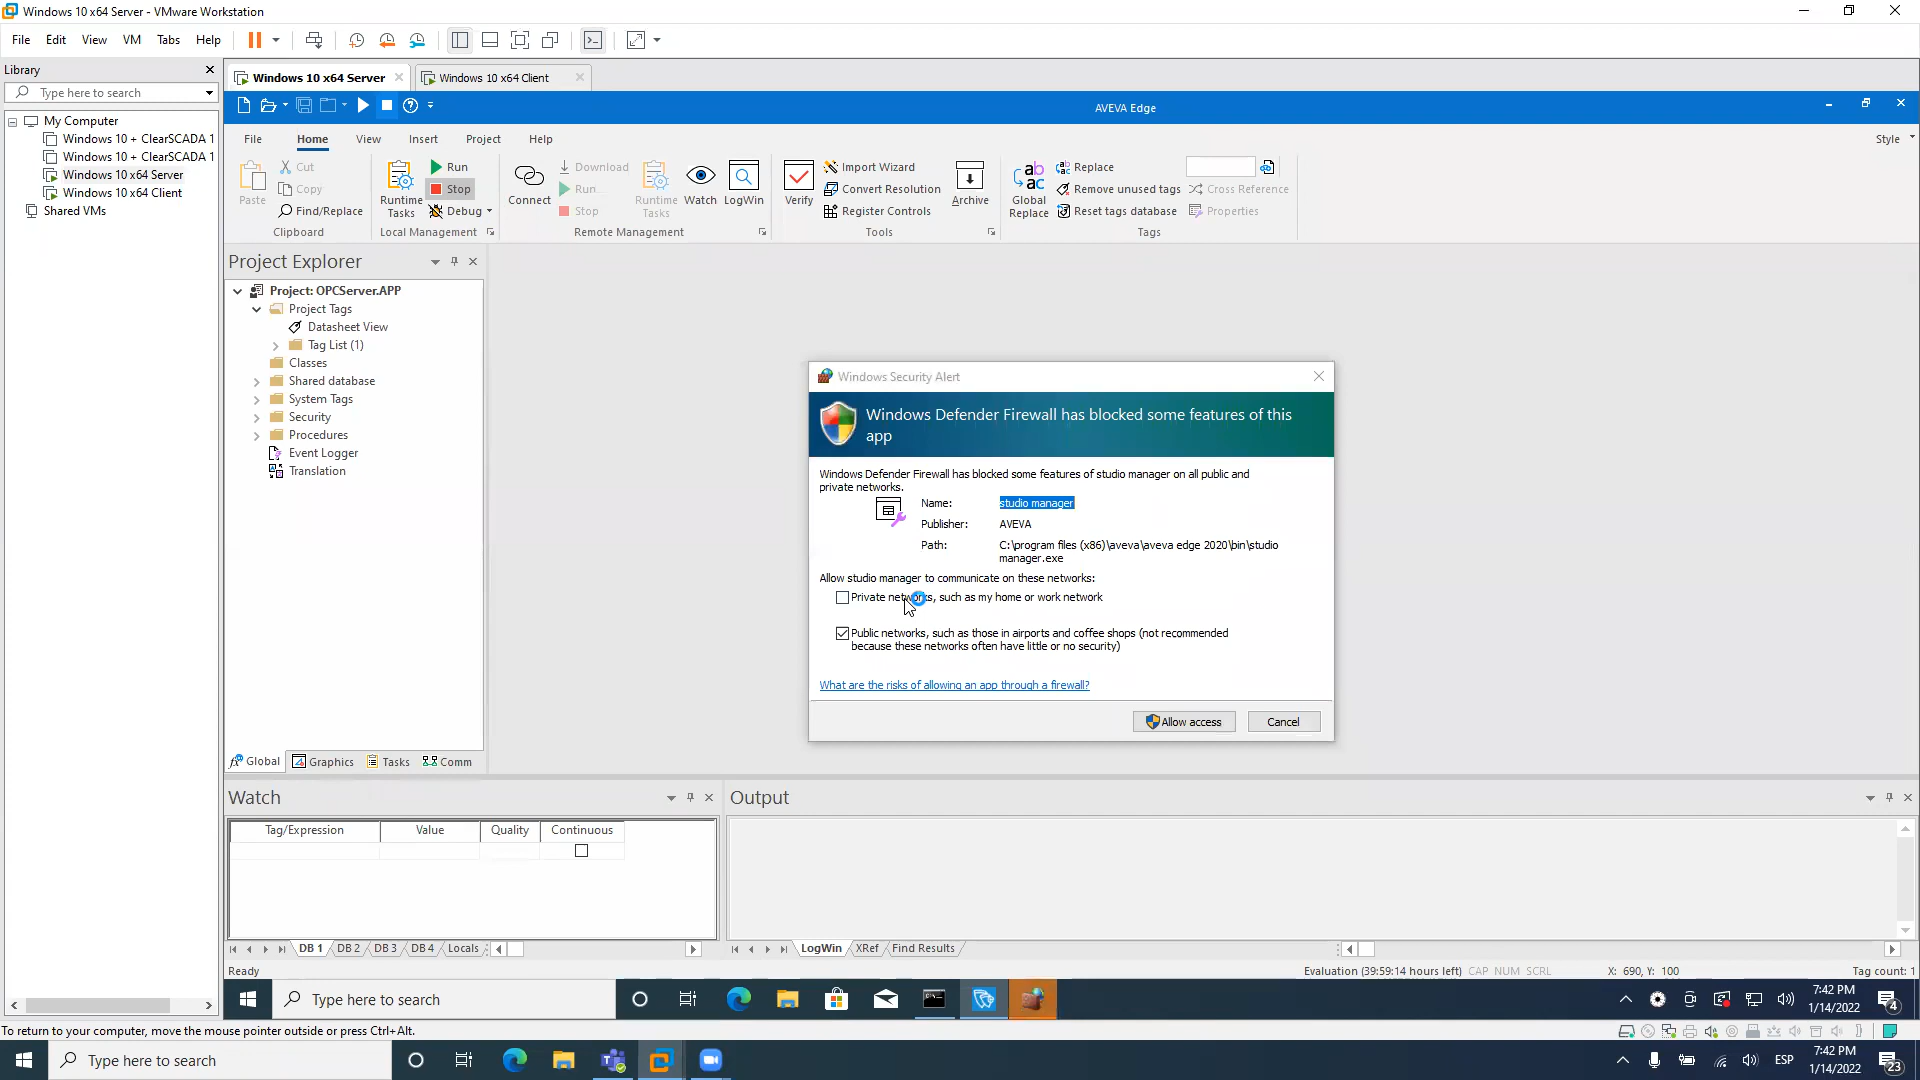 Windows 10 x64 Server - VMware Workstation
File Edit View VM Tabs Help
Library
Windows 10 x64 Server
Windows 10 x64 Client
Type here to search
My Computer
Windows 10 + ClearSCADA 1
Windows 10 + ClearSCADA 1
Windows 10 x64 Server
Windows 10 x64 Client
Shared VMs
AVEVA Edge
File Home View Insert Project Help
Style
Paste
Cut
Copy
Find/Replace
Clipboard
Runtime
Tasks
Run
Stop
Debug
Local Management
Connect
Download
Run
Stop
Runtime
Tasks
Watch
LogWin
Remote Management
Verify
Import Wizard
Convert Resolution
Register Controls
Archive
Tools
Global
Replace
Replace
Remove unused tags
Reset tags database
Cross Reference
Properties
Tags
Project Explorer
Project: OPCServer.APP
Project Tags
Datasheet View
Tag List (1)
Classes
Shared database
System Tags
Security
Procedures
Event Logger
Translation
Global Graphics Tasks Comm
Windows Security Alert
Windows Defender Firewall has blocked some features of this
app
Windows Defender Firewall has blocked some features of studio manager on all public and
private networks.
Name: studio manager
Publisher: AVEVA
Path: C:\program files (x86)\aveva\aveva edge 2020\bin\studio
manager.exe
Allow studio manager to communicate on these networks:
Private networks, such as my home or work network
Public networks, such as those in airports and coffee shops (not recommended
because these networks often have little or no security)
What are the risks of allowing an app through a firewall?
Allow access Cancel
Watch
Tag/Expression Value Quality Continuous
DB 1 DB 2 DB 3 DB 4 Locals
Output
LogWin XRef Find Results
Ready
Evaluation (39:59:14 hours left) CAP NUM SCRL X: 690, Y: 100 Tag count: 1
Type here to search
7:42 PM
1/14/2022
4
To return to your computer, move the mouse pointer outside or press Ctrl+Alt.
Type here to search
ESP
7:42 PM
1/14/2022
23